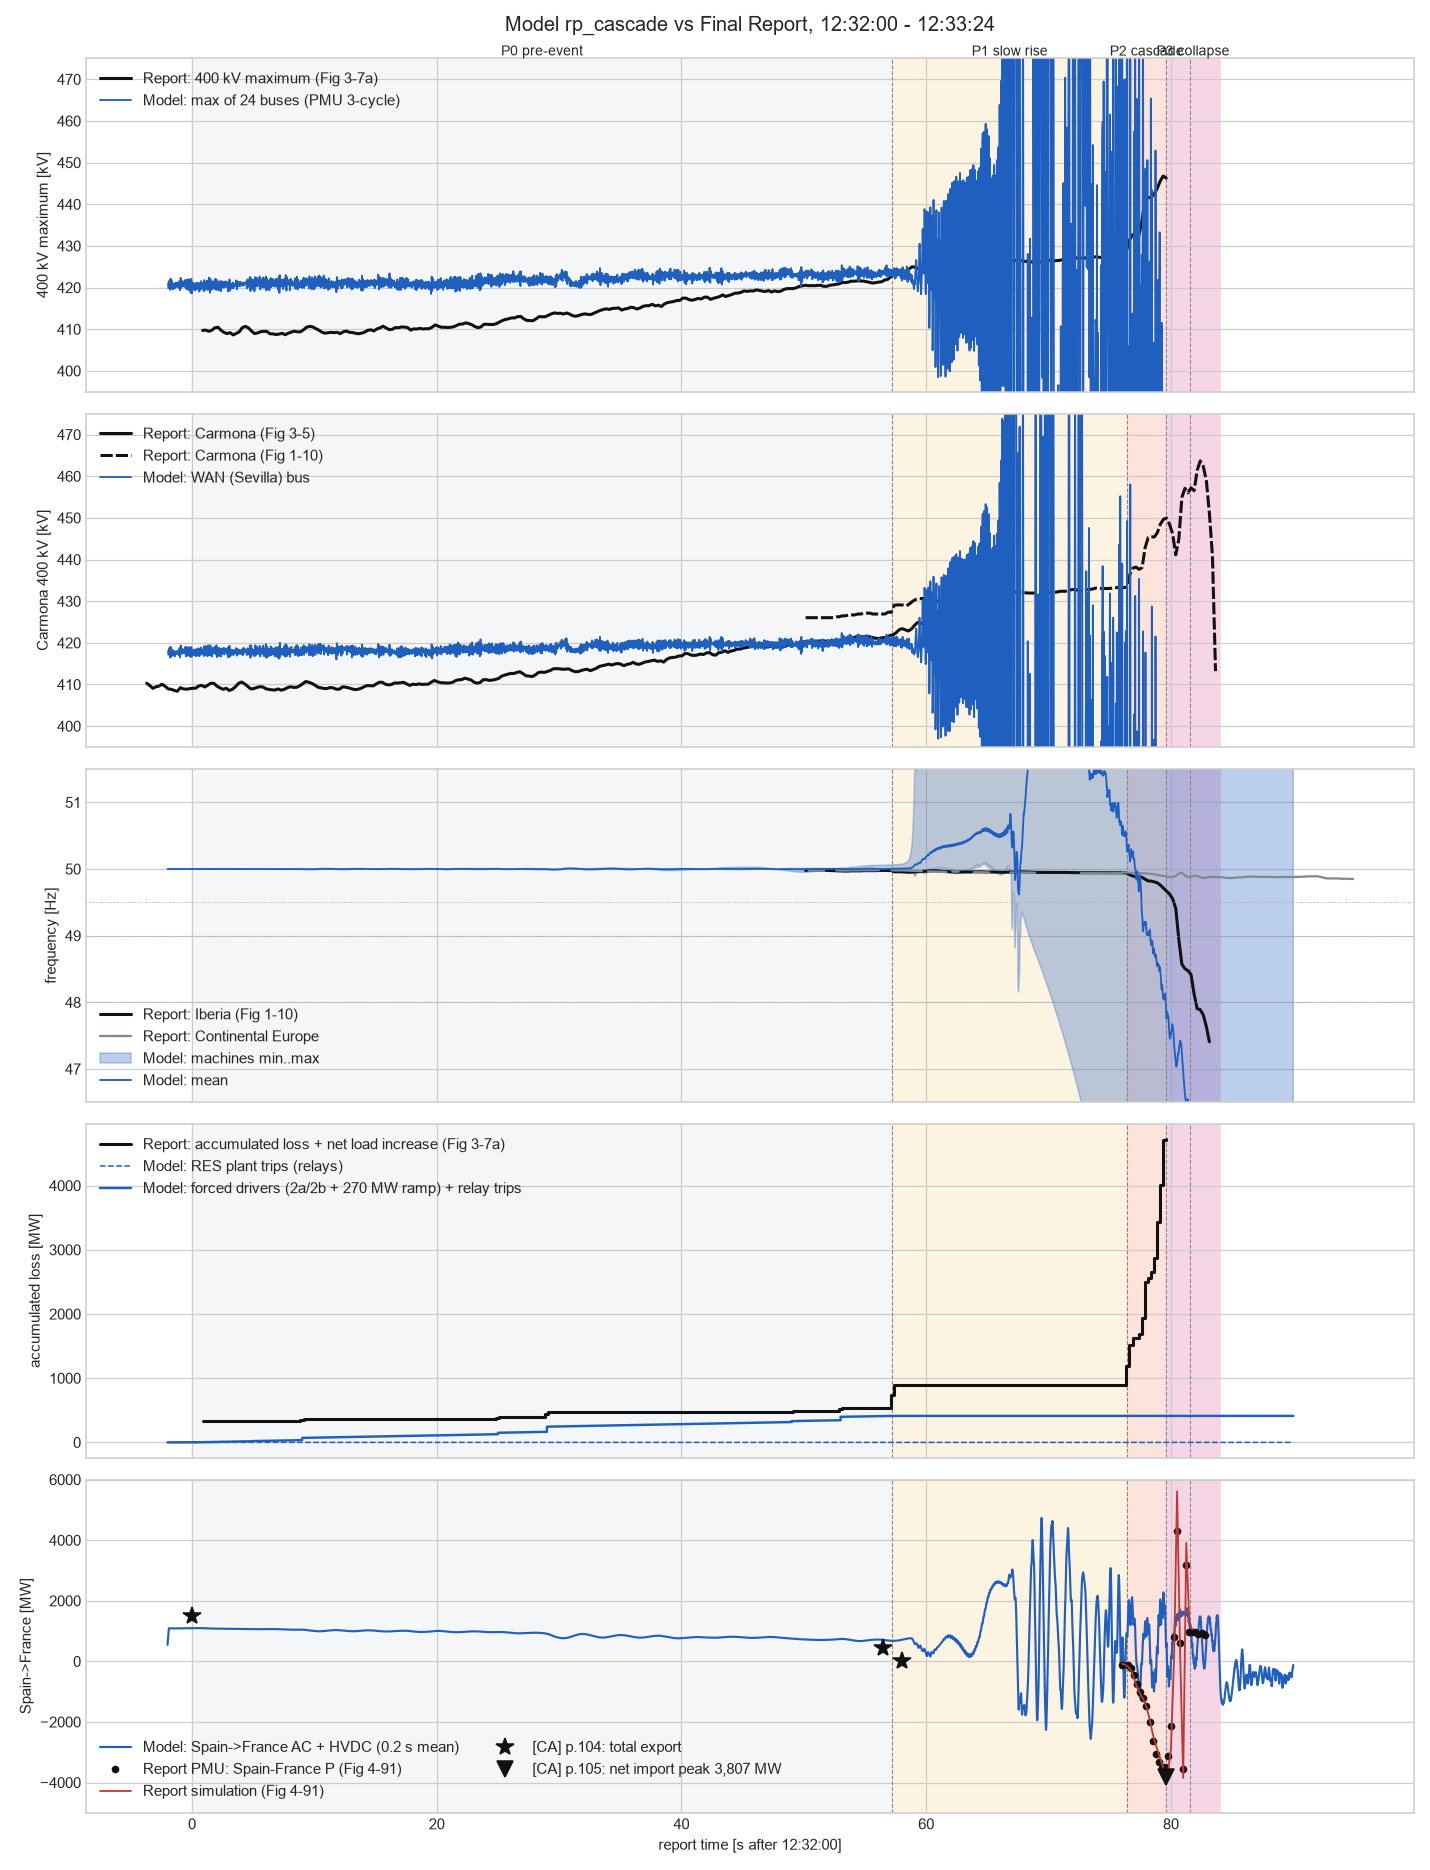 Model rp_cascade vs Final Report, 12:32:00 - 12:33:24
P0 pre-event
P1 slow rise
P2 cascade
P3 collapse
400 kV maximum [kV]
470
460
450
440
430
420
410
400
Report: 400 kV maximum (Fig 3-7a)
Model: max of 24 buses (PMU 3-cycle)
Carmona 400 kV [kV]
470
460
450
440
430
420
410
400
Report: Carmona (Fig 3-5)
Report: Carmona (Fig 1-10)
Model: WAN (Sevilla) bus
frequency [Hz]
51
50
49
48
47
Report: Iberia (Fig 1-10)
Report: Continental Europe
Model: machines min..max
Model: mean
accumulated loss [MW]
4000
3000
2000
1000
0
Report: accumulated loss + net load increase (Fig 3-7a)
Model: RES plant trips (relays)
Model: forced drivers (2a/2b + 270 MW ramp) + relay trips
Spain->France [MW]
6000
4000
2000
0
−2000
−4000
Model: Spain->France AC + HVDC (0.2 s mean)
Report PMU: Spain-France P (Fig 4-91)
Report simulation (Fig 4-91)
[CA] p.104: total export
[CA] p.105: net import peak 3,807 MW
0
20
40
60
80
report time [s after 12:32:00]